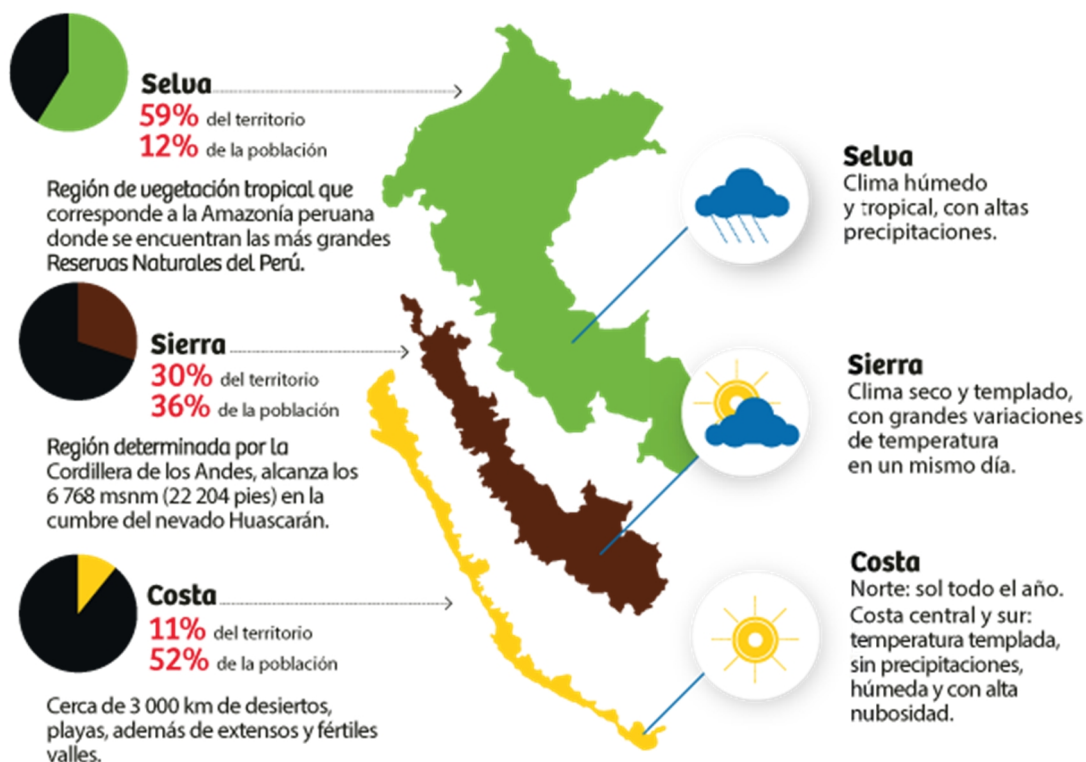 Selva
59% del territorio
12% de la población
Región de vegetación tropical que
corresponde a la Amazonía peruana
donde se encuentran las más grandes
Reservas Naturales del Perú.
Sierra
30% del territorio
36% de la población
Región determinada por la
Cordillera de los Andes, alcanza los
6 768 msnm (22 204 pies) en la
cumbre del nevado Huascarán.
Costa
11% del territorio
52% de la población
Cerca de 3 000 km de desiertos,
playas, además de extensos y fértiles
valles.
Selva
Clima húmedo
y tropical, con altas
precipitaciones.
Sierra
Clima seco y templado,
con grandes variaciones
de temperatura
en un mismo día.
Costa
Norte: sol todo el año.
Costa central y sur:
temperatura templada,
sin precipitaciones,
húmeda y con alta
nubosidad.